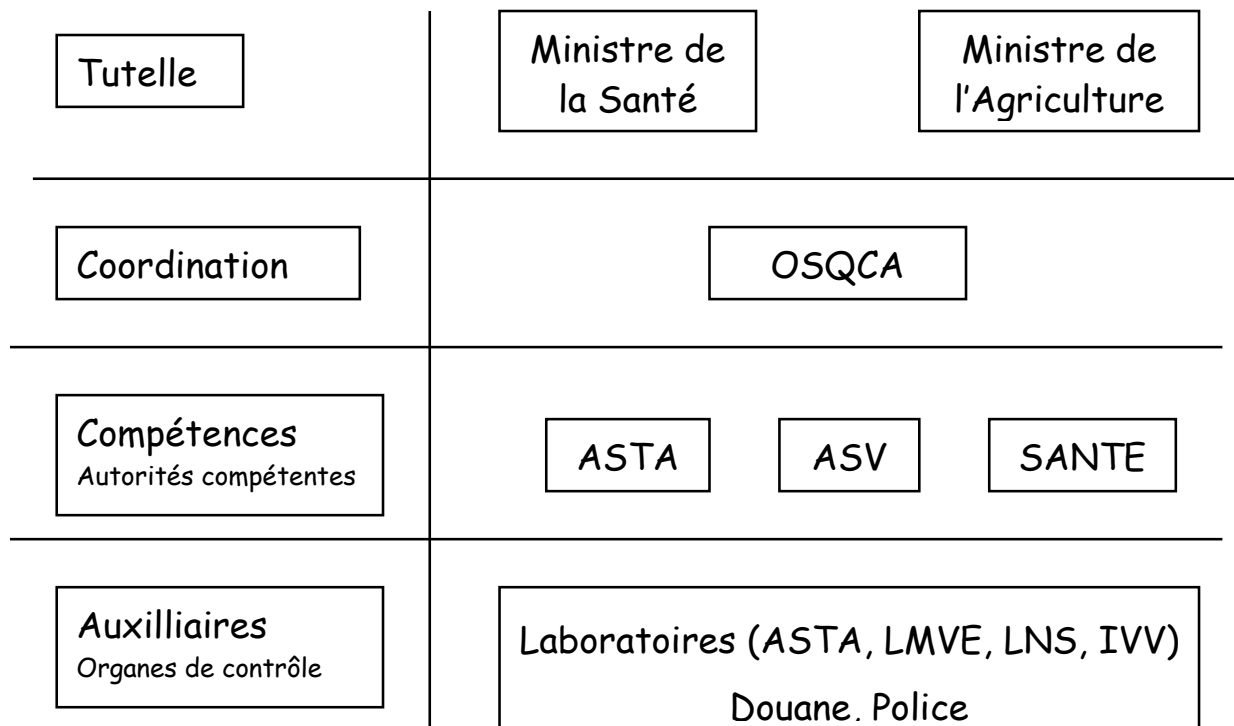 Tutelle
Ministre de
la Santé
Ministre de
l'Agriculture
Coordination
OSQCA
Compétences
Autorités compétentes
ASTA
ASV
SANTE
Auxilliaires
Organes de contrôle
Laboratoires (ASTA, LMVE, LNS, IVV)
Douane, Police